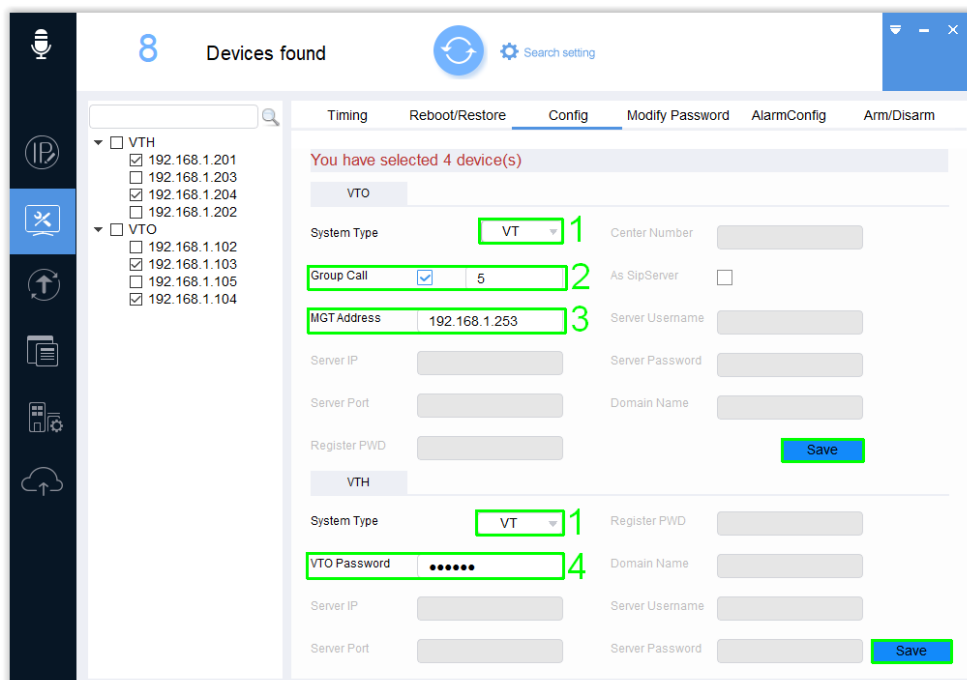 8 Devices found Search setting
Timing Reboot/Restore Config Modify Password AlarmConfig Arm/Disarm
VTH
192.168.1.201
192.168.1.203
192.168.1.204
192.168.1.202
VTO
192.168.1.102
192.168.1.103
192.168.1.105
192.168.1.104
You have selected 4 device(s)
VTO
System Type VT 1 Center Number
Group Call 5 2 As SipServer
MGT Address 192.168.1.253 3 Server Username
Server IP Server Password
Server Port Domain Name
Register PWD Save
VTH
System Type VT 1 Register PWD
VTO Password •••••• 4 Domain Name
Server IP Server Username
Server Port Server Password Save
IP